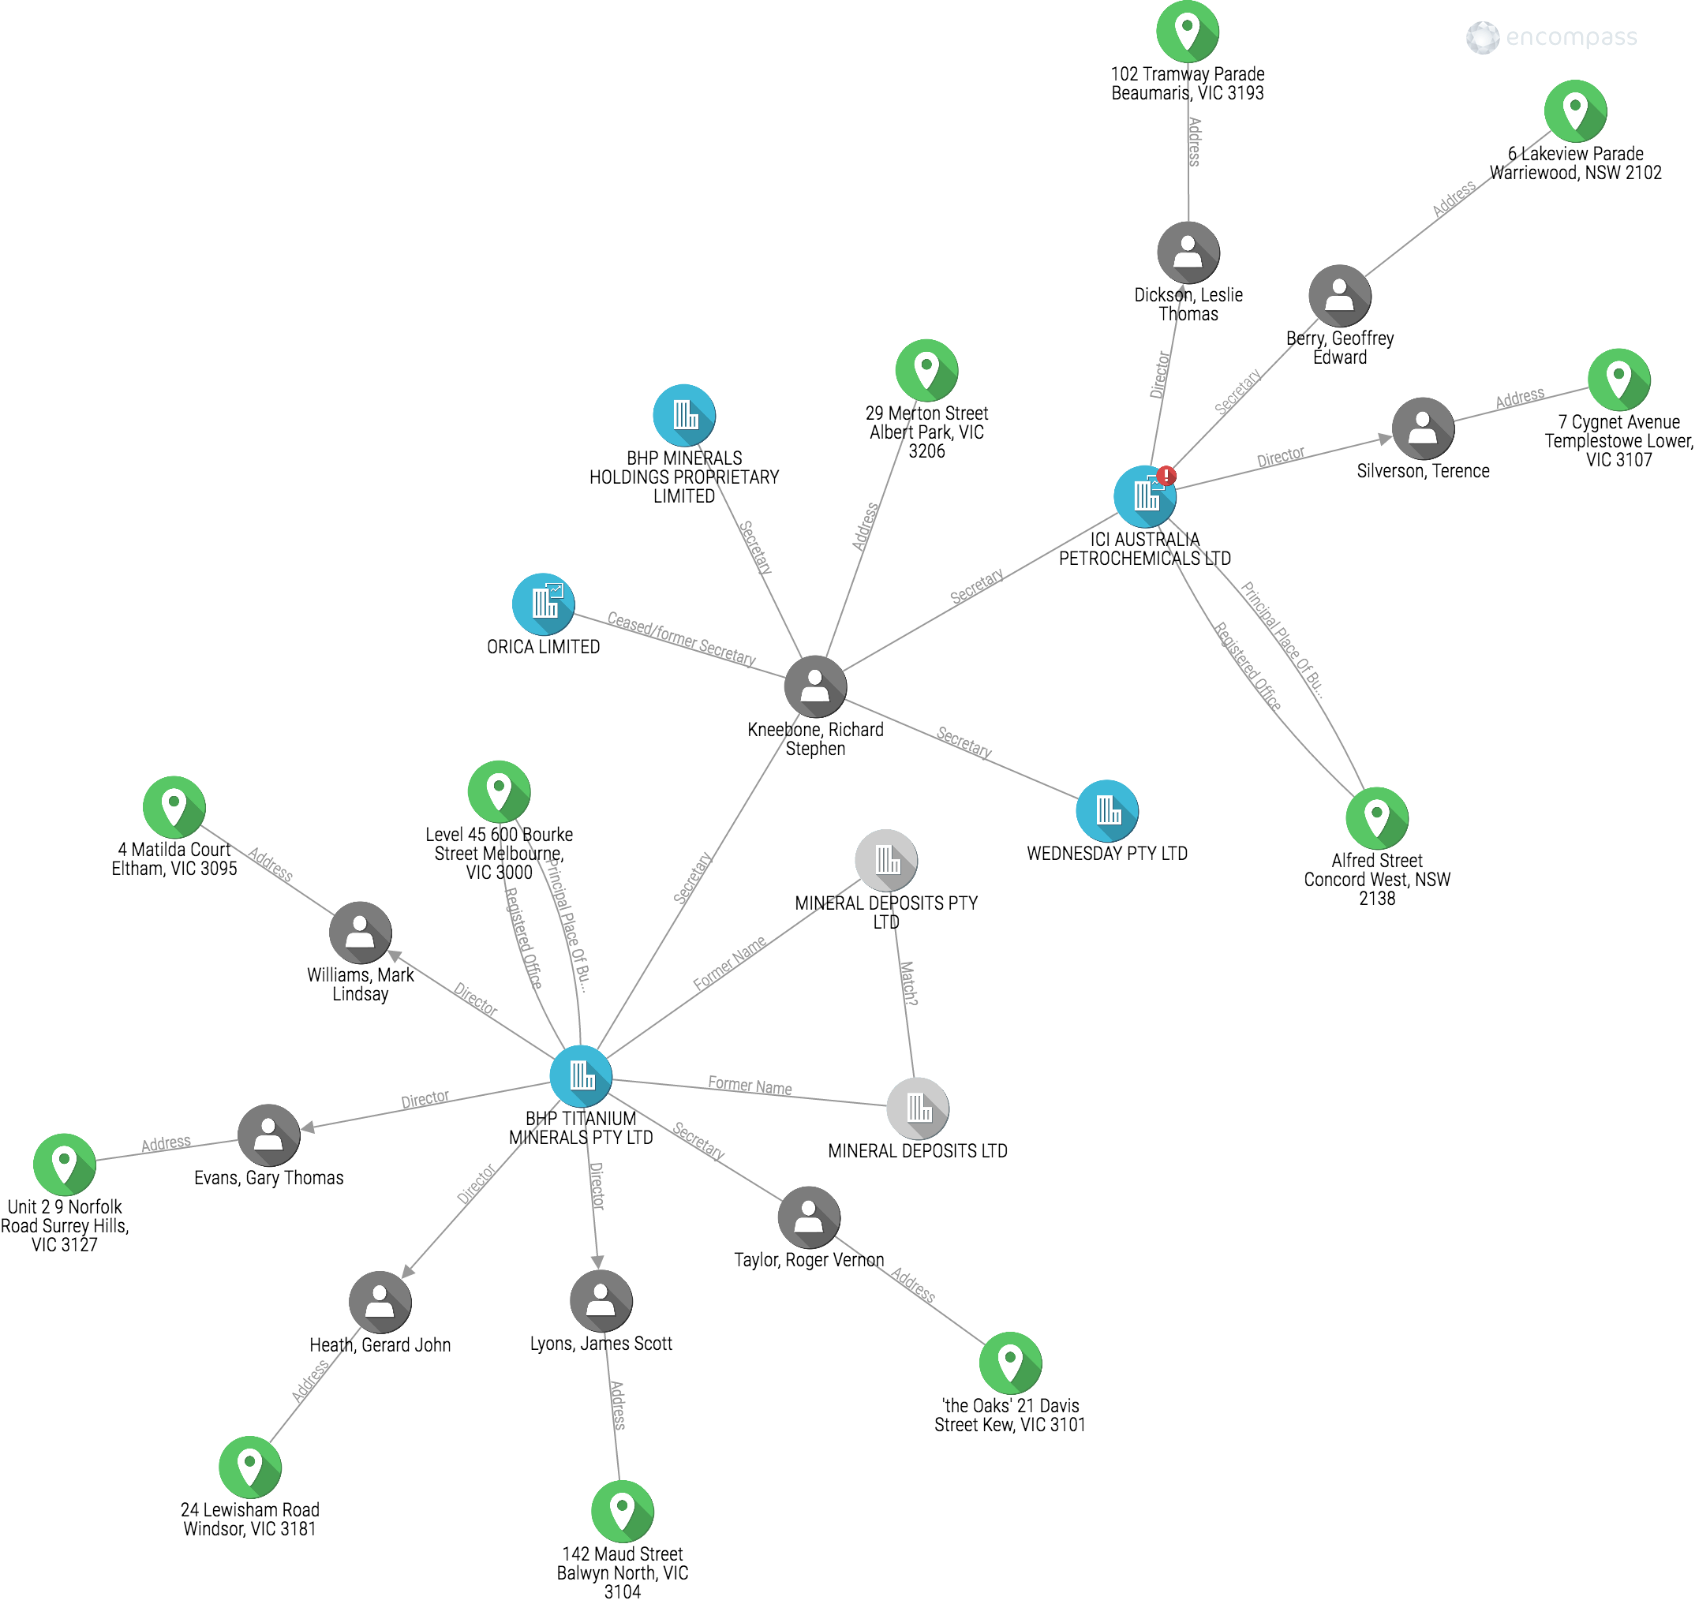 encompass
102 Tramway Parade
Beaumaris, VIC 3193
Address
6 Lakeview Parade
Warriewood, NSW 2102
Address
Dickson, Leslie
Thomas
Berry, Geoffrey
Edward
Director
Secretary
Address
7 Cygnet Avenue
Templestowe Lower,
VIC 3107
Silverson, Terence
Director
29 Merton Street
Albert Park, VIC
3206
BHP MINERALS
HOLDINGS PROPRIETARY
LIMITED
Secretary
Address
ICI AUSTRALIA
PETROCHEMICALS LTD
Secretary
Principal Place Of Bu...
Registered Office
ORICA LIMITED
Ceased/former Secretary
Kneebone, Richard
Stephen
Secretary
WEDNESDAY PTY LTD
Alfred Street
Concord West, NSW
2138
4 Matilda Court
Eltham, VIC 3095
Address
Level 45 600 Bourke
Street Melbourne,
VIC 3000
Registered Office
Principal Place Of Bu...
Secretary
MINERAL DEPOSITS PTY
LTD
Former Name
Match?
Williams, Mark
Lindsay
Director
Former Name
MINERAL DEPOSITS LTD
BHP TITANIUM
MINERALS PTY LTD
Director
Address
Evans, Gary Thomas
Unit 2 9 Norfolk
Road Surrey Hills,
VIC 3127
Director
Director
Secretary
Taylor, Roger Vernon
Address
Heath, Gerard John
Lyons, James Scott
Address
Address
'the Oaks' 21 Davis
Street Kew, VIC 3101
24 Lewisham Road
Windsor, VIC 3181
142 Maud Street
Balwyn North, VIC
3104